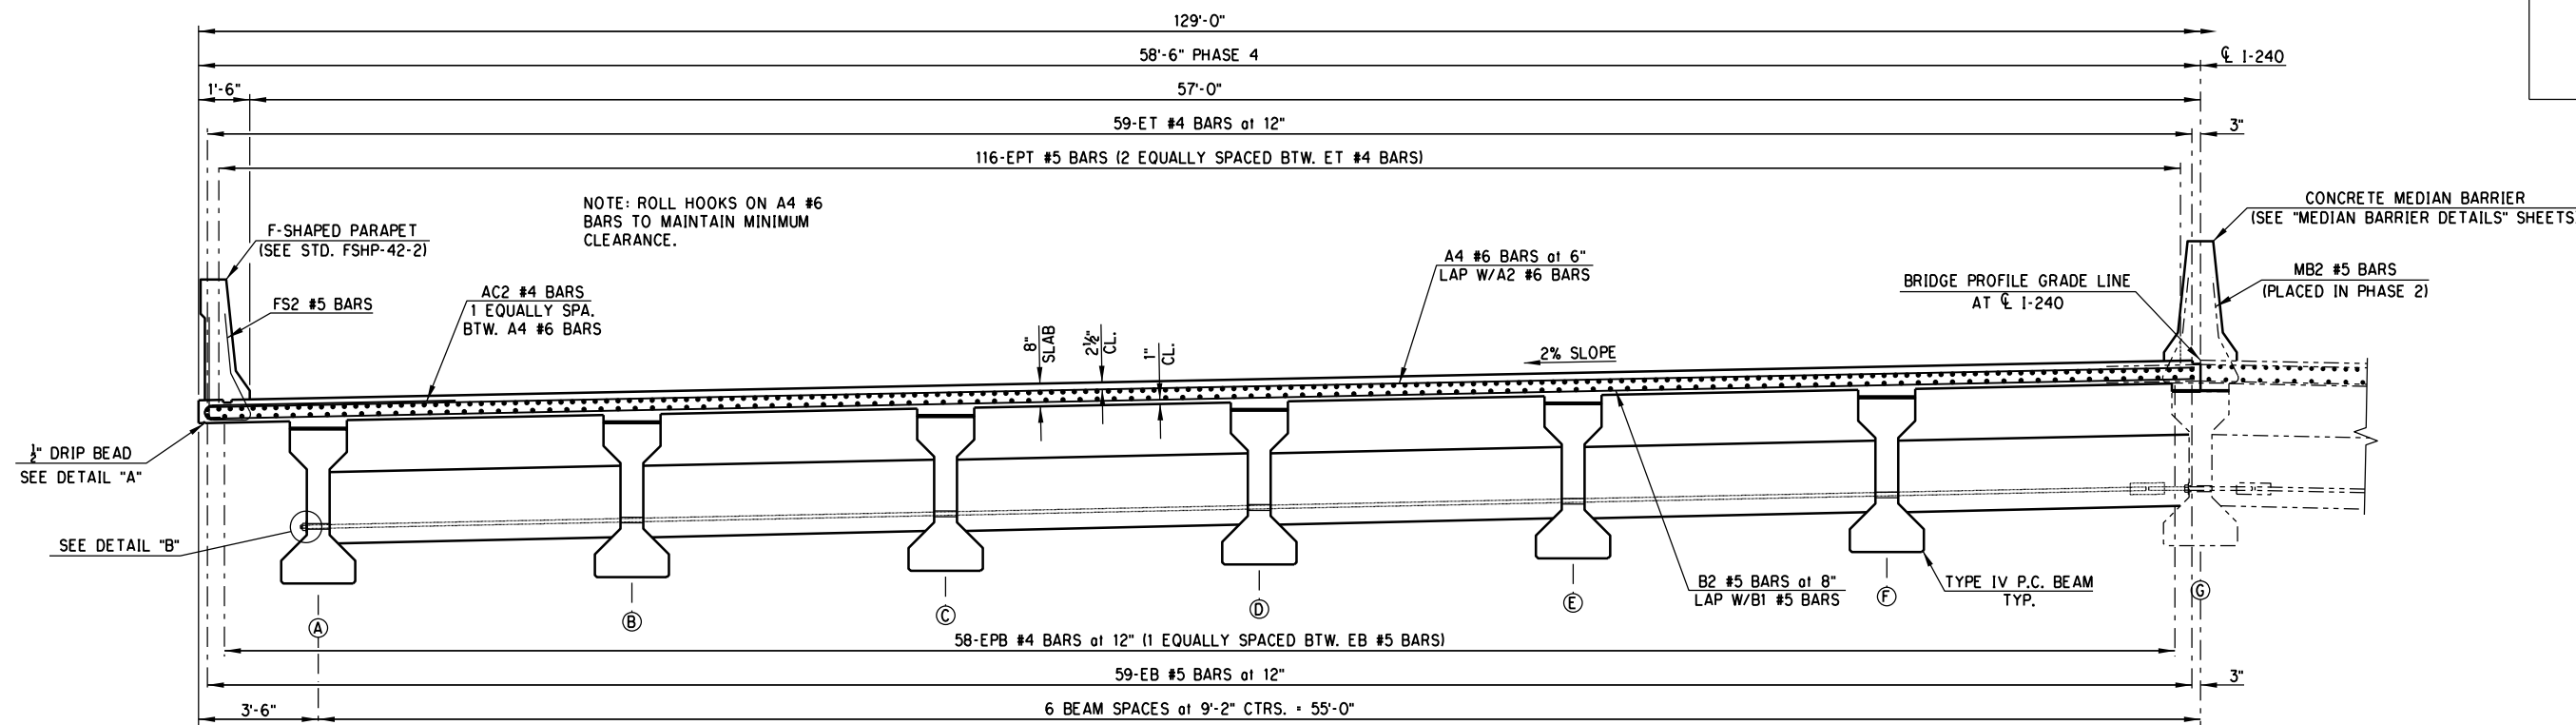 129'-0"
58'-6" PHASE 4
℄ I-240
1'-6"
57'-0"
59-ET #4 BARS at 12"
3"
116-EPT #5 BARS (2 EQUALLY SPACED BTW. ET #4 BARS)
NOTE: ROLL HOOKS ON A4 #6
BARS TO MAINTAIN MINIMUM
CLEARANCE.
CONCRETE MEDIAN BARRIER
(SEE "MEDIAN BARRIER DETAILS" SHEETS
F-SHAPED PARAPET
(SEE STD. FSHP-42-2)
A4 #6 BARS at 6"
LAP W/A2 #6 BARS
BRIDGE PROFILE GRADE LINE
AT ℄ I-240
MB2 #5 BARS
(PLACED IN PHASE 2)
FS2 #5 BARS
AC2 #4 BARS
1 EQUALLY SPA.
BTW. A4 #6 BARS
8"
SLAB
2½"
CL.
1"
CL.
2% SLOPE
½" DRIP BEAD
SEE DETAIL "A"
SEE DETAIL "B"
B2 #5 BARS at 8"
LAP W/B1 #5 BARS
TYPE IV P.C. BEAM
TYP.
A
B
C
D
E
F
G
58-EPB #4 BARS at 12" (1 EQUALLY SPACED BTW. EB #5 BARS)
59-EB #5 BARS at 12"
3"
3'-6"
6 BEAM SPACES at 9'-2" CTRS. = 55'-0"